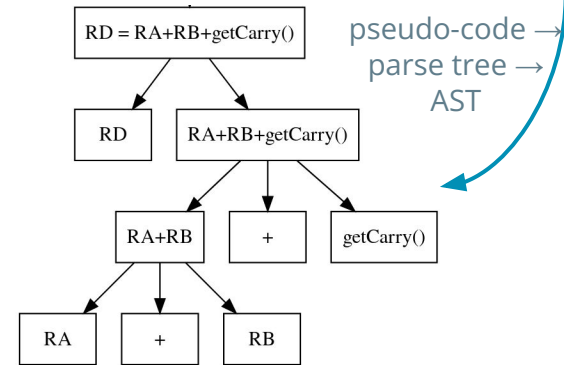 RD = RA+RB+getCarry()
pseudo-code →
parse tree →
AST
RD
RA+RB+getCarry()
RA+RB
+
getCarry()
RA
+
RB